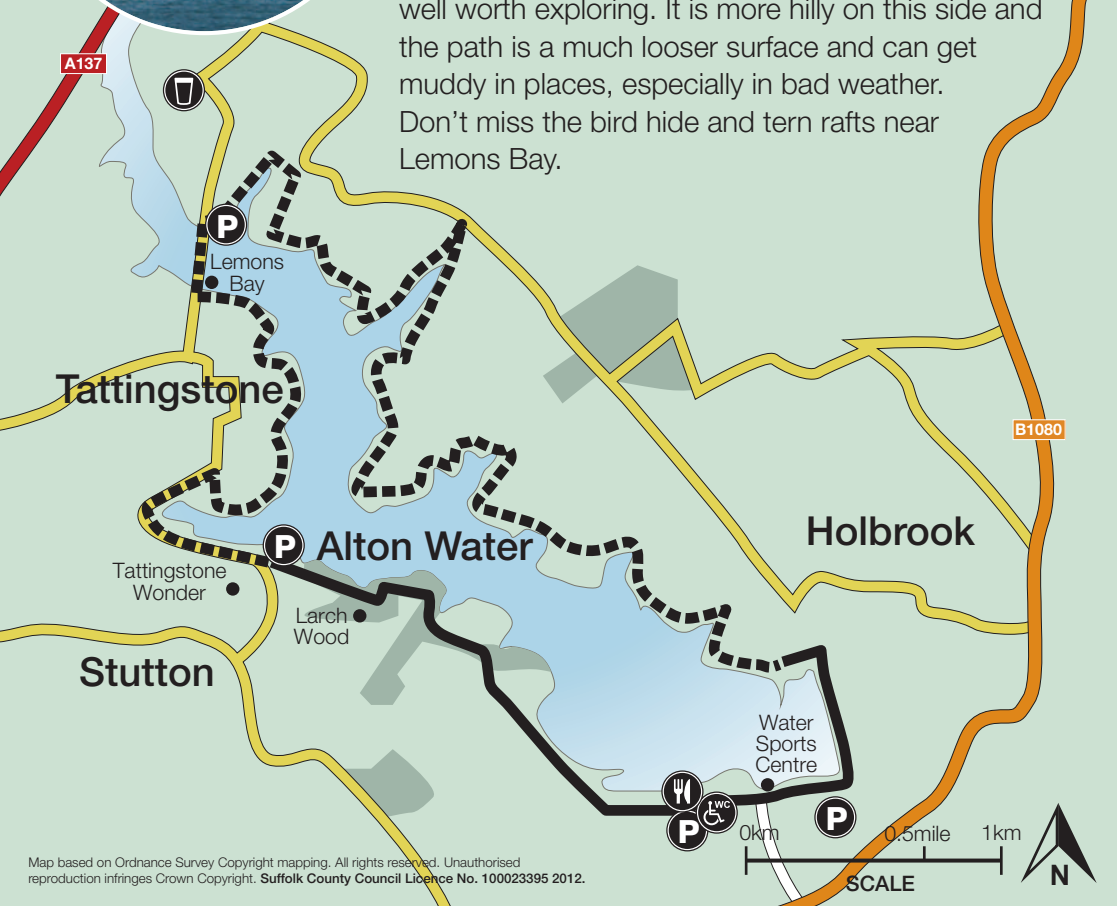 well worth exploring. It is more hilly on this side and
the path is a much looser surface and can get
muddy in places, especially in bad weather.
Don’t miss the bird hide and tern rafts near
Lemons Bay.
A137
P
Lemons
Bay
Tattingstone
B1080
Holbrook
P
Alton Water
Tattingstone
Wonder
Larch
Wood
Stutton
Water
Sports
Centre
WC
P
P
0km
0.5mile
1km
SCALE
N
Map based on Ordnance Survey Copyright mapping. All rights reserved. Unauthorised
reproduction infringes Crown Copyright. Suffolk County Council Licence No. 100023395 2012.